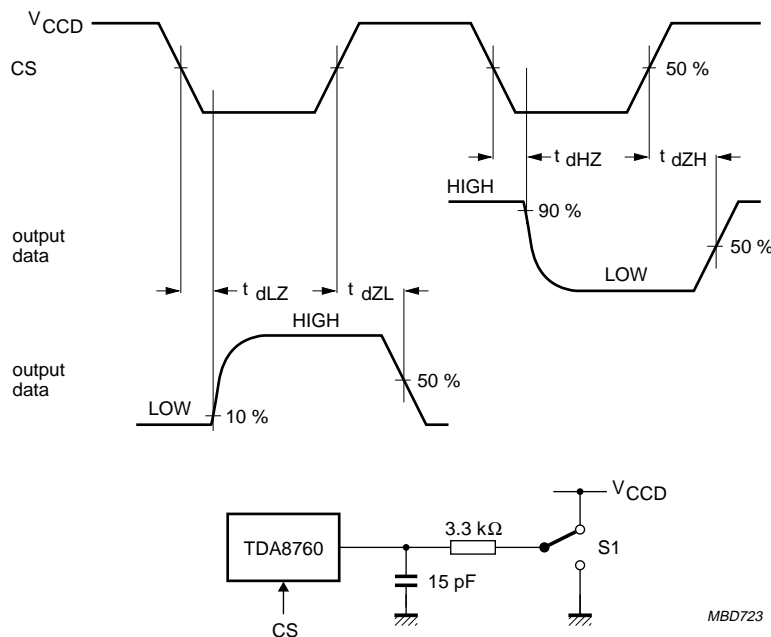 V CCD
CS
50 %
t dHZ
t dZH
HIGH
90 %
output
data
50 %
LOW
t dLZ
t dZL
HIGH
output
data
50 %
LOW
10 %
V CCD
3.3 kΩ
TDA8760
S1
15 pF
CS
MBD723